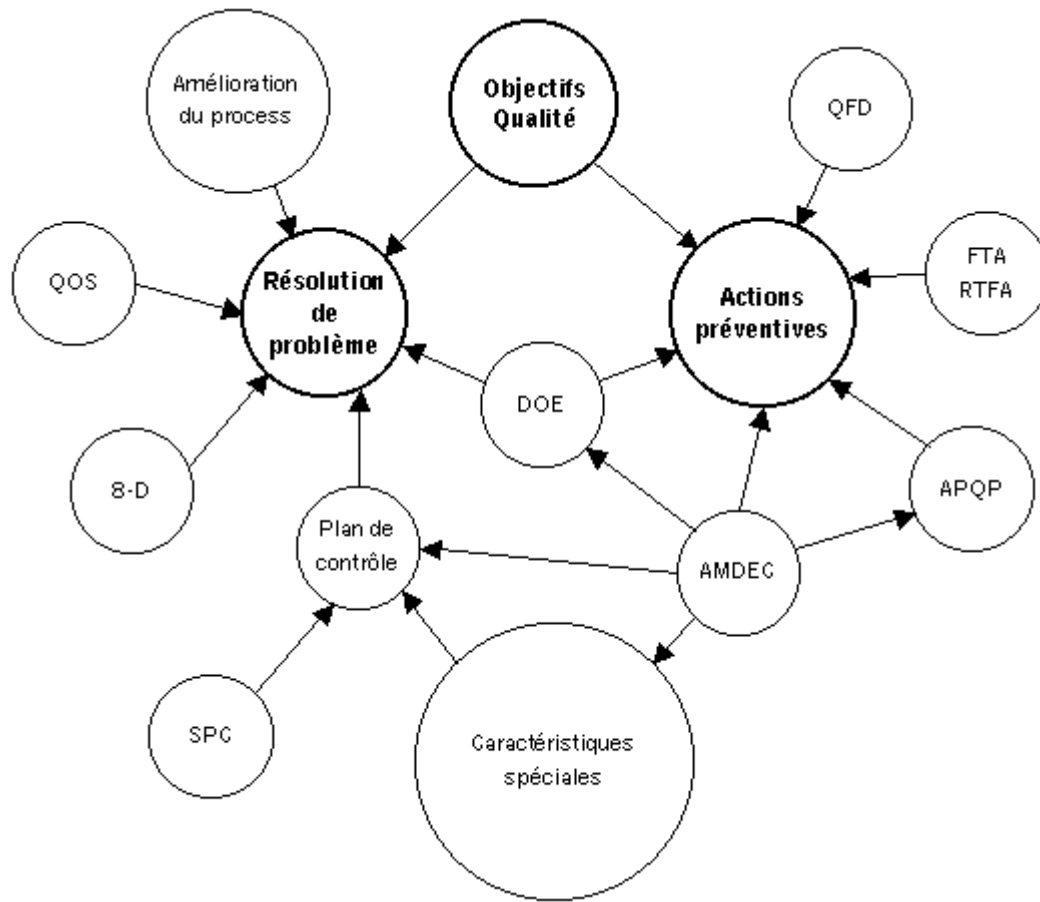 Amélioration
du process
Objectifs
Qualité
QFD
QOS
Résolution
de
problème
Actions
préventives
FTA
RTFA
DOE
8-D
APQP
Plan de
contrôle
AMDEC
SPC
Caractéristiques
spéciales